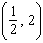 (1/2, 2)